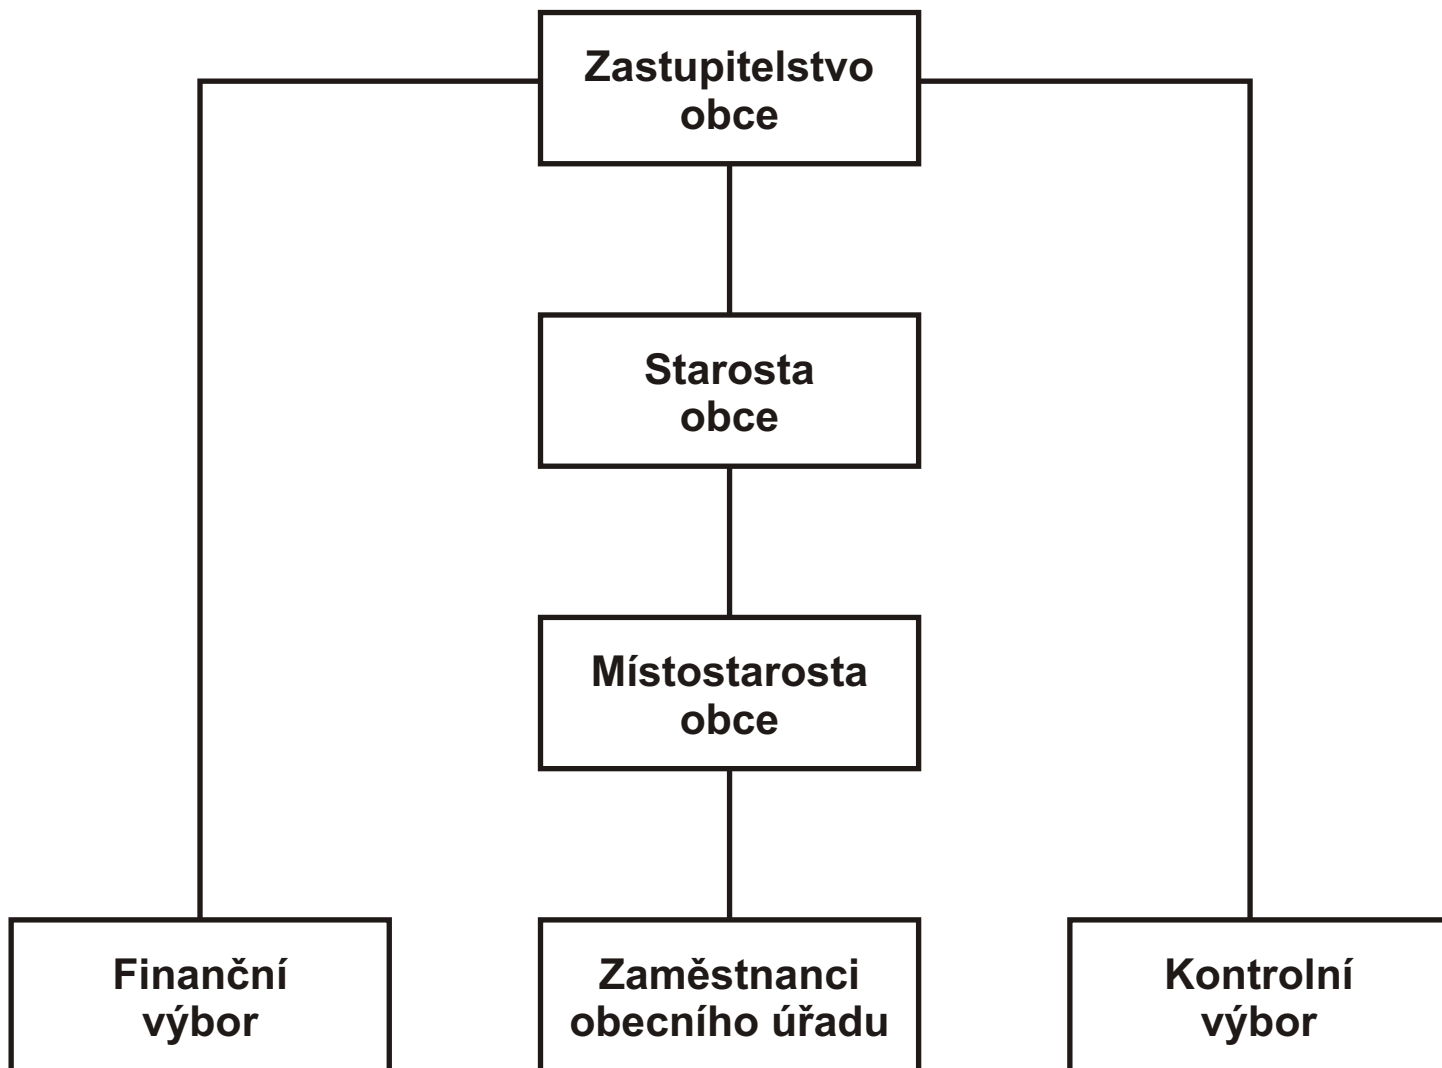 Zastupitelstvo
obce
Starosta
obce
Místostarosta
obce
Finanční
výbor
Zaměstnanci
obecního úřadu
Kontrolní
výbor